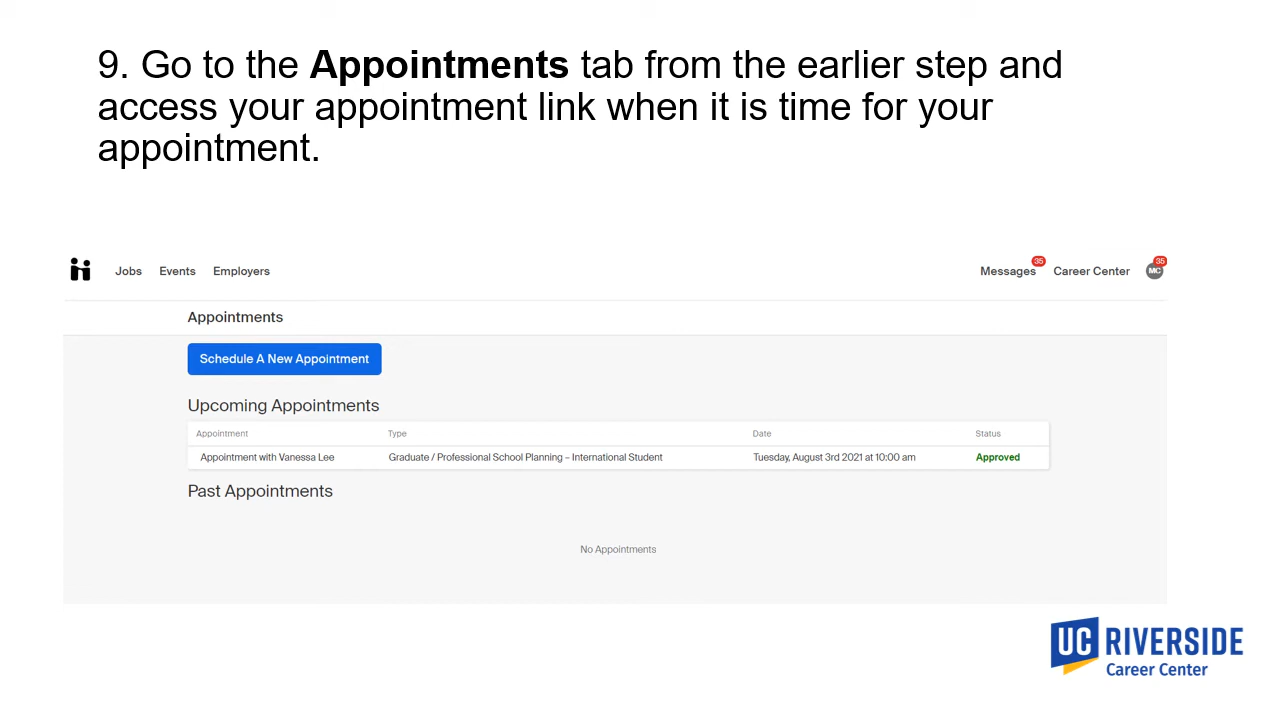 9. Go to the Appointments tab from the earlier step and
access your appointment link when it is time for your
appointment.
Jobs Events Employers Messages 35 Career Center MC 35
Appointments
Schedule A New Appointment
Upcoming Appointments
Appointment Type Date Status
Appointment with Vanessa Lee Graduate / Professional School Planning – International Student Tuesday, August 3rd 2021 at 10:00 am Approved
Past Appointments
No Appointments
UC RIVERSIDE
Career Center